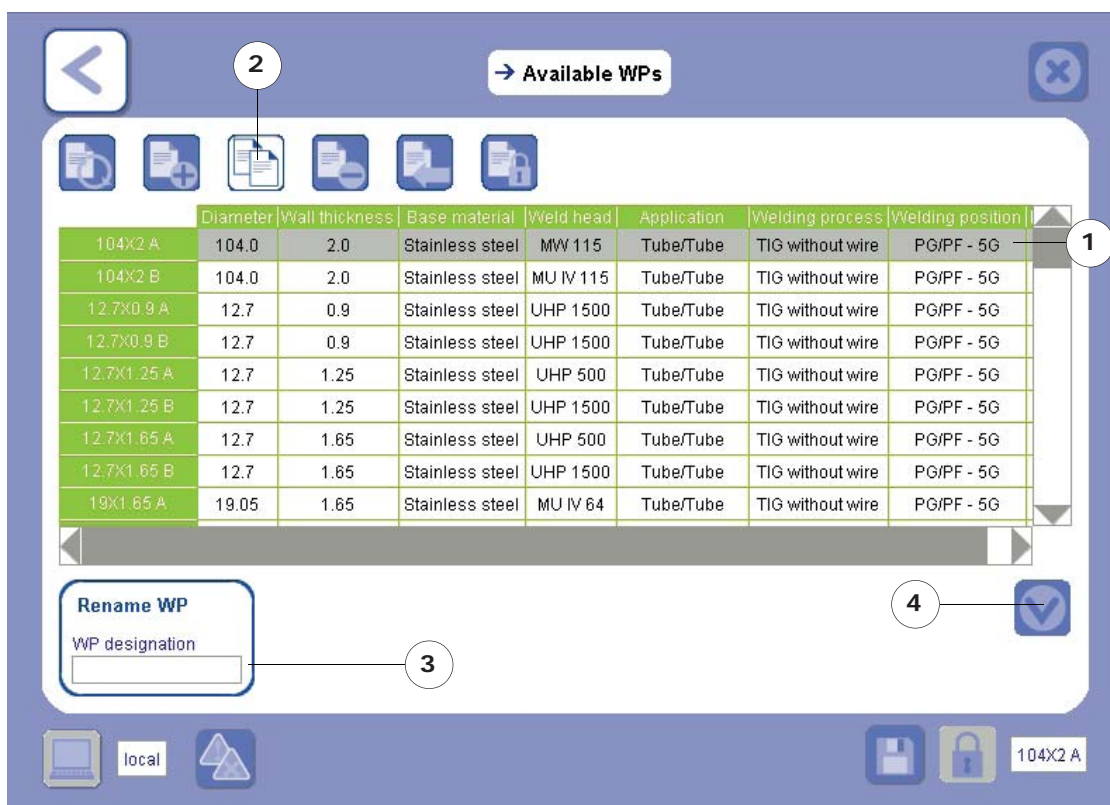 2
→ Available WPs
Diameter Wall thickness Base material Weld head Application Welding process Welding position
104X2 A 104.0 2.0 Stainless steel MW 115 Tube/Tube TIG without wire PG/PF - 5G
1
104X2 B 104.0 2.0 Stainless steel MU IV 115 Tube/Tube TIG without wire PG/PF - 5G
12.7X0.9 A 12.7 0.9 Stainless steel UHP 1500 Tube/Tube TIG without wire PG/PF - 5G
12.7X0.9 B 12.7 0.9 Stainless steel UHP 1500 Tube/Tube TIG without wire PG/PF - 5G
12.7X1.25 A 12.7 1.25 Stainless steel UHP 500 Tube/Tube TIG without wire PG/PF - 5G
12.7X1.25 B 12.7 1.25 Stainless steel UHP 1500 Tube/Tube TIG without wire PG/PF - 5G
12.7X1.65 A 12.7 1.65 Stainless steel UHP 500 Tube/Tube TIG without wire PG/PF - 5G
12.7X1.65 B 12.7 1.65 Stainless steel UHP 1500 Tube/Tube TIG without wire PG/PF - 5G
19X1.65 A 19.05 1.65 Stainless steel MU IV 64 Tube/Tube TIG without wire PG/PF - 5G
Rename WP
4
WP designation
3
local
104X2 A